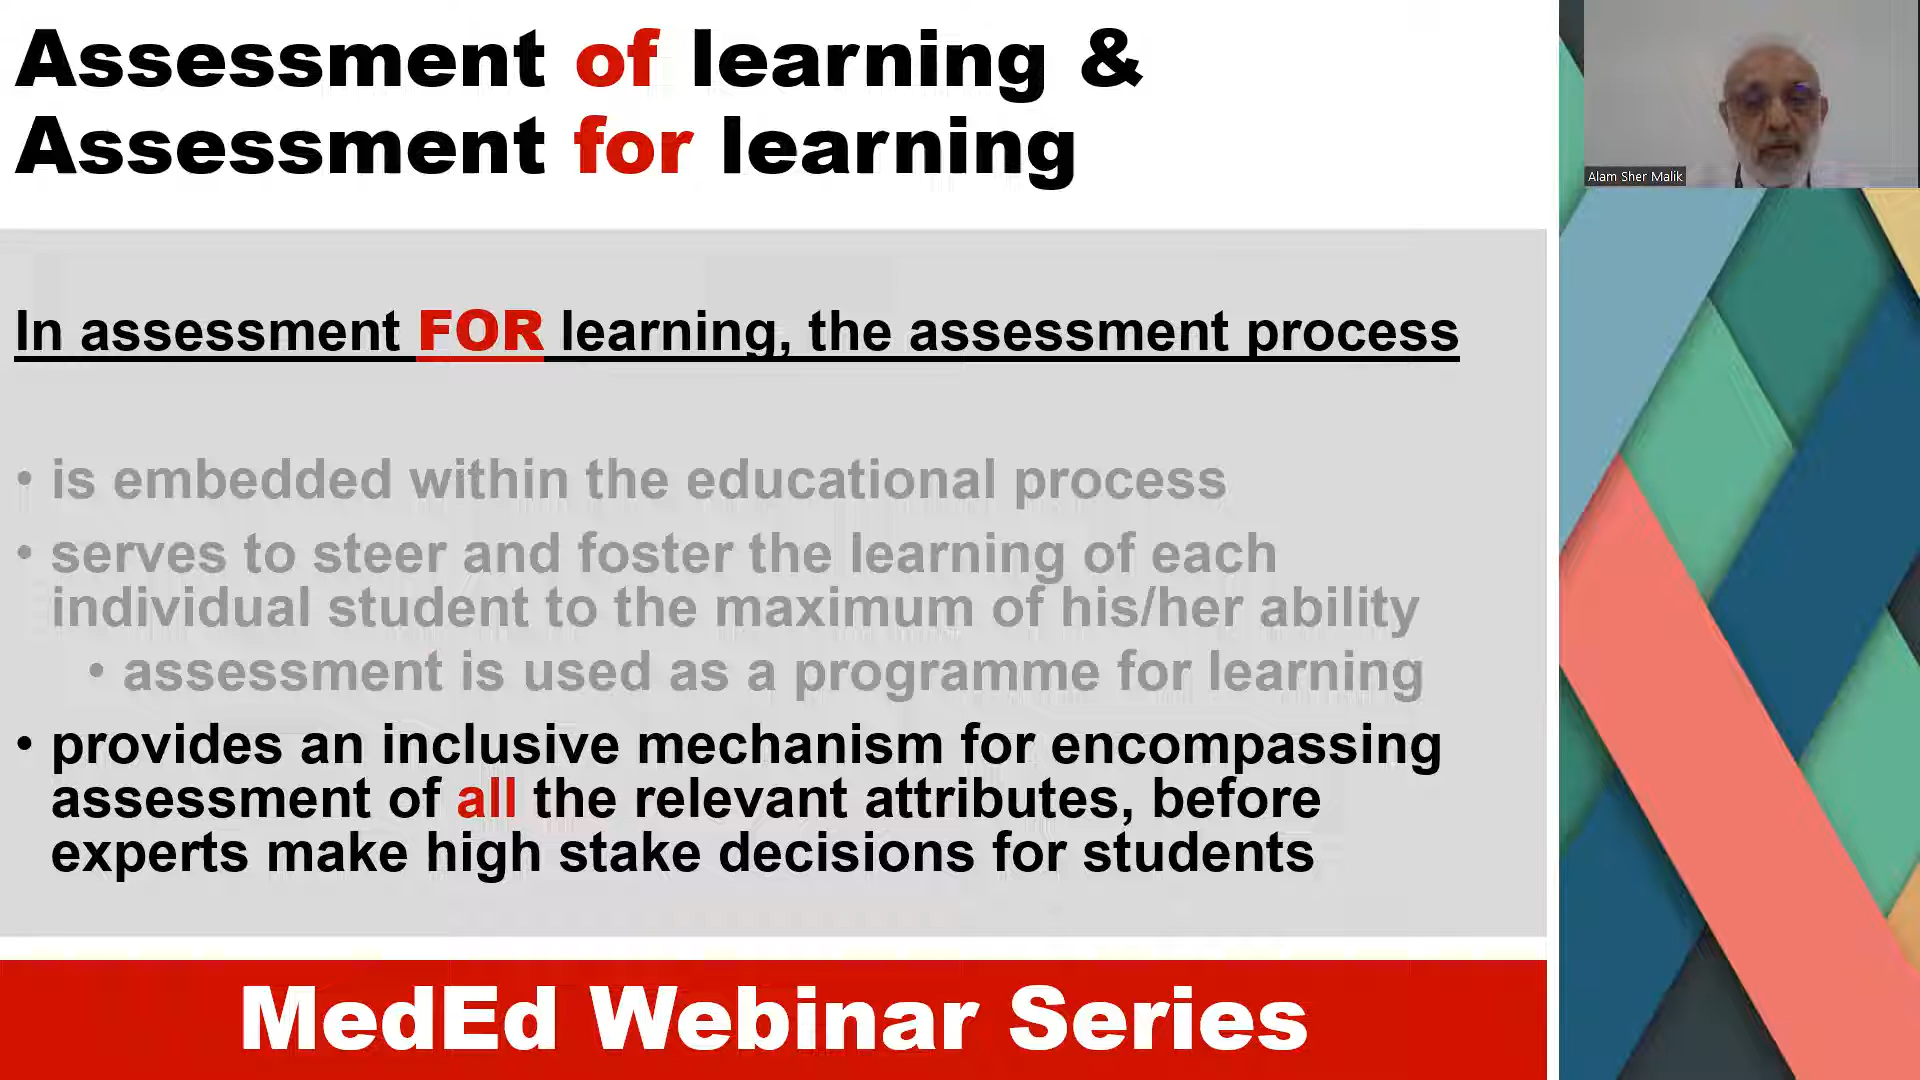 Assessment of learning &
Assessment for learning
Alam Sher Malik
In assessment FOR learning, the assessment process
• is embedded within the educational process
• serves to steer and foster the learning of each
individual student to the maximum of his/her ability
• assessment is used as a programme for learning
• provides an inclusive mechanism for encompassing
assessment of all the relevant attributes, before
experts make high stake decisions for students
MedEd Webinar Series